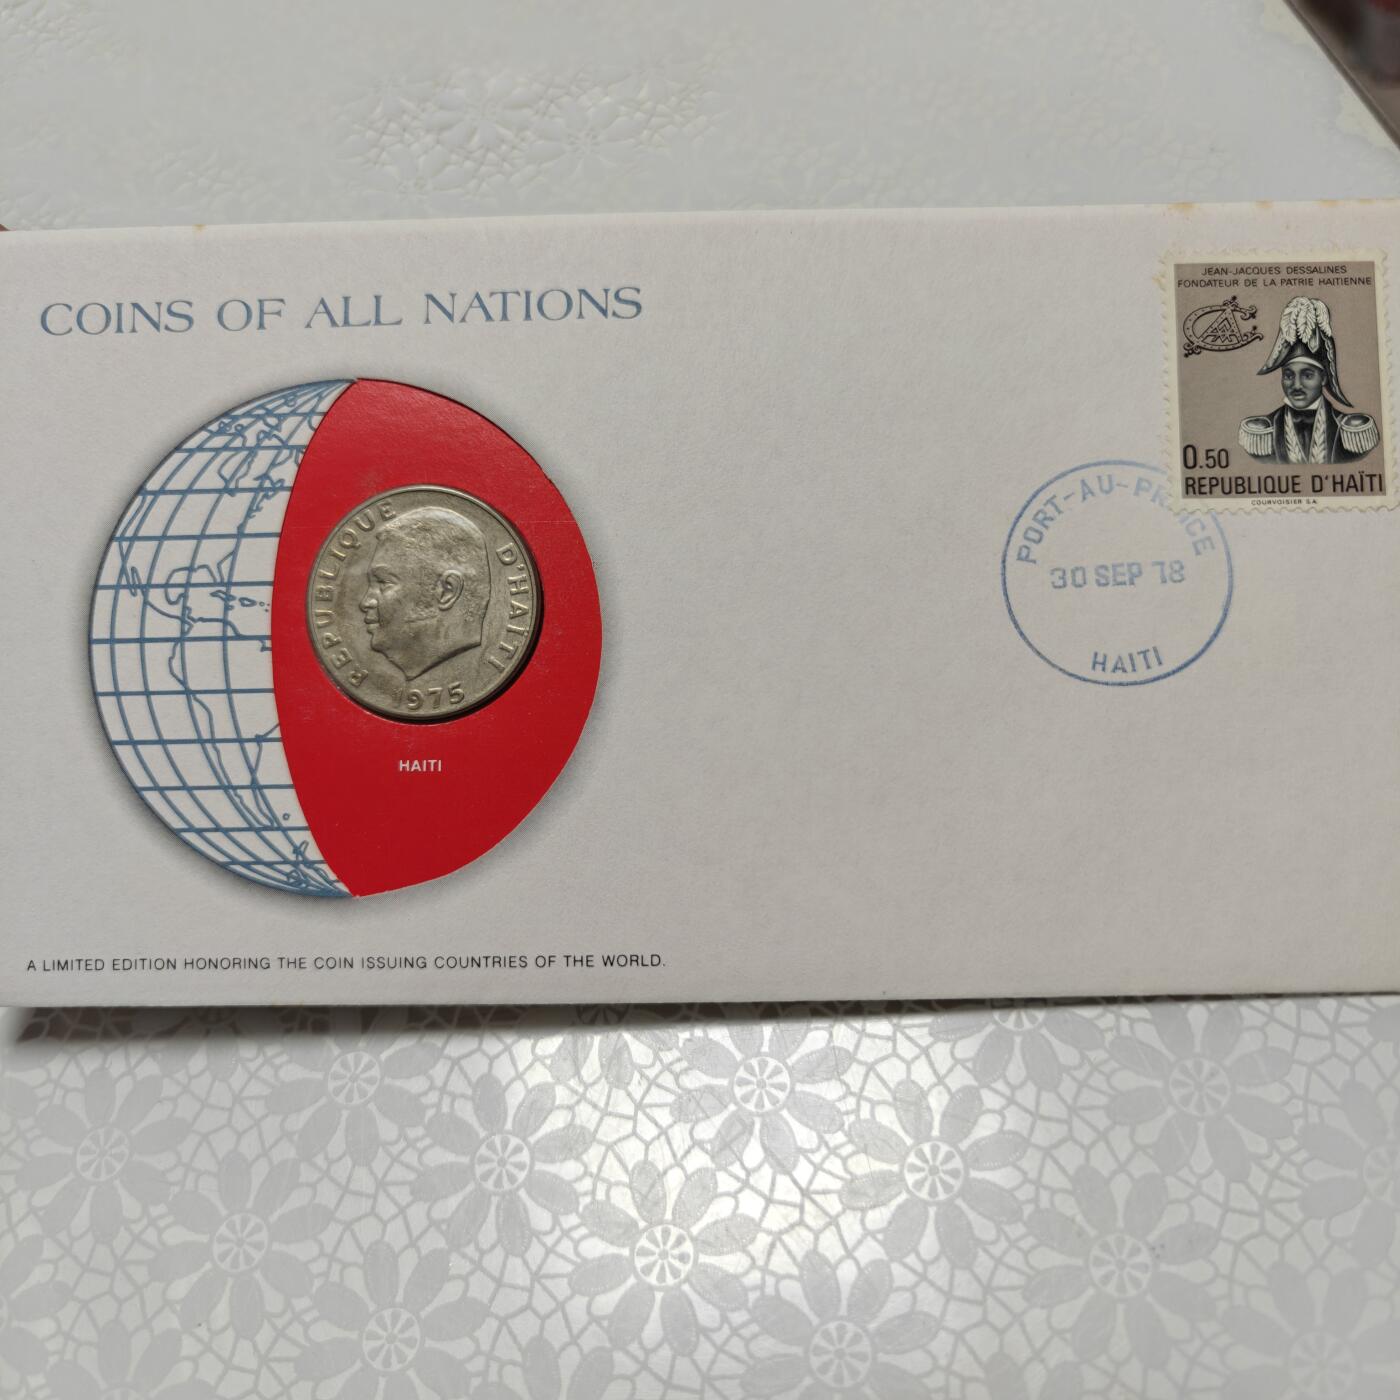 COINS OF ALL NATIONS
JEAN-JACQUES DESSALINES
FONDATEUR DE LA PATRIE HAITIENNE
0.50
REPUBLIQUE D'HAÏTI
COURVOISIER S.A.
PORT-AU-PRINCE
30 SEP 78
HAITI
REPUBLIQUE D'HAITI
1975
HAITI
A LIMITED EDITION HONORING THE COIN ISSUING COUNTRIES OF THE WORLD.